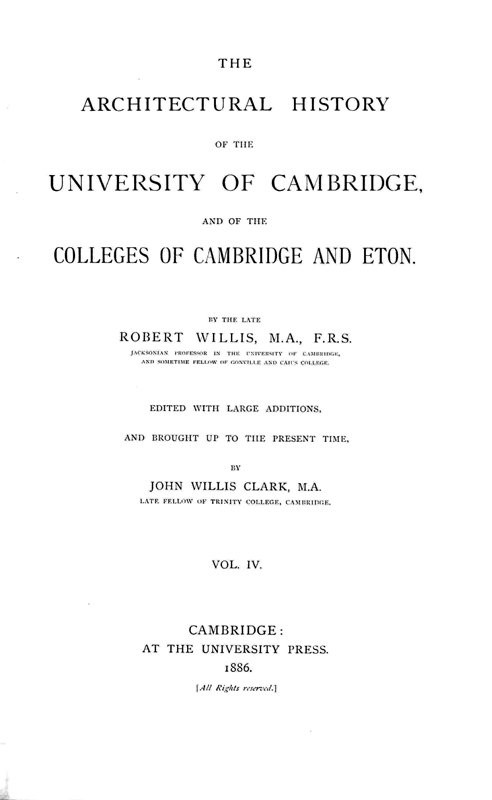 THE
ARCHITECTURAL HISTORY
OF THE
UNIVERSITY OF CAMBRIDGE,
AND OF THE
COLLEGES OF CAMBRIDGE AND ETON.
BY THE LATE
ROBERT WILLIS, M.A., F.R.S.
JACKSONIAN PROFESSOR IN THE UNIVERSITY OF CAMBRIDGE,
AND SOMETIME FELLOW OF GONVILLE AND CAIUS COLLEGE.
EDITED WITH LARGE ADDITIONS,
AND BROUGHT UP TO THE PRESENT TIME,
BY
JOHN WILLIS CLARK, M.A.
LATE FELLOW OF TRINITY COLLEGE, CAMBRIDGE.
VOL. IV.
CAMBRIDGE:
AT THE UNIVERSITY PRESS.
1886.
[All Rights reserved.]